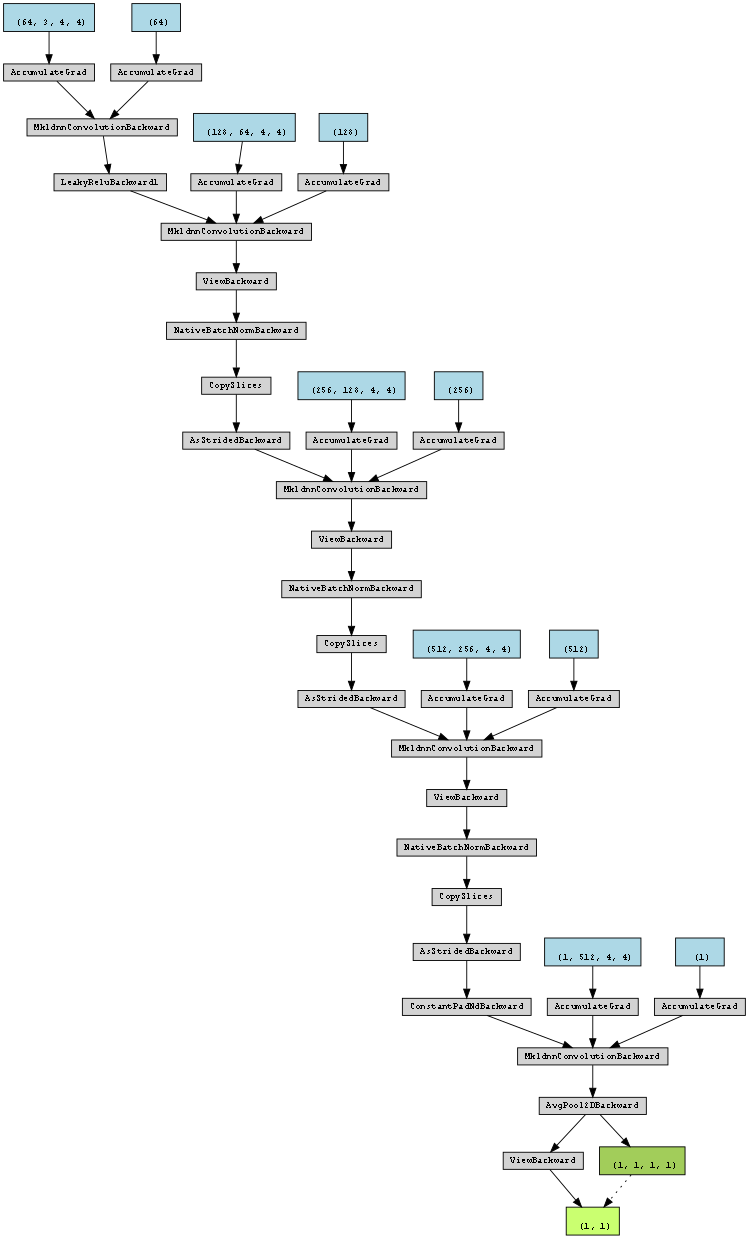 (64, 3, 4, 4)
(64)
AccumulateGrad
AccumulateGrad
MkldnnConvolutionBackward
(128, 64, 4, 4)
(128)
LeakyReluBackward1
AccumulateGrad
AccumulateGrad
MkldnnConvolutionBackward
ViewBackward
NativeBatchNormBackward
CopySlices
(256, 128, 4, 4)
(256)
AsStridedBackward
AccumulateGrad
AccumulateGrad
MkldnnConvolutionBackward
ViewBackward
NativeBatchNormBackward
CopySlices
(512, 256, 4, 4)
(512)
AsStridedBackward
AccumulateGrad
AccumulateGrad
MkldnnConvolutionBackward
ViewBackward
NativeBatchNormBackward
CopySlices
AsStridedBackward
(1, 512, 4, 4)
(1)
ConstantPadNdBackward
AccumulateGrad
AccumulateGrad
MkldnnConvolutionBackward
AvgPool2DBackward
ViewBackward
(1, 1, 1, 1)
(1, 1)